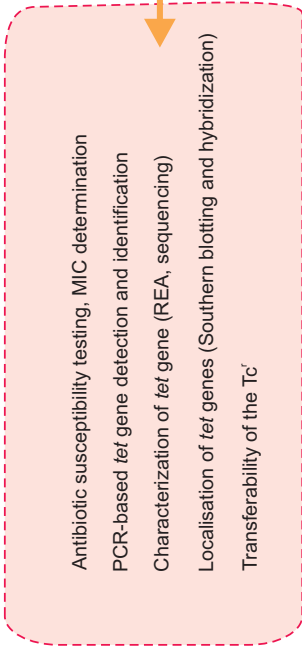 Antibiotic susceptibility testing, MIC determination
PCR-based tet gene detection and identification
Characterization of tet gene (REA, sequencing)
Localisation of tet genes (Southern blotting and hybridization)
Transferability of the Tcʳ